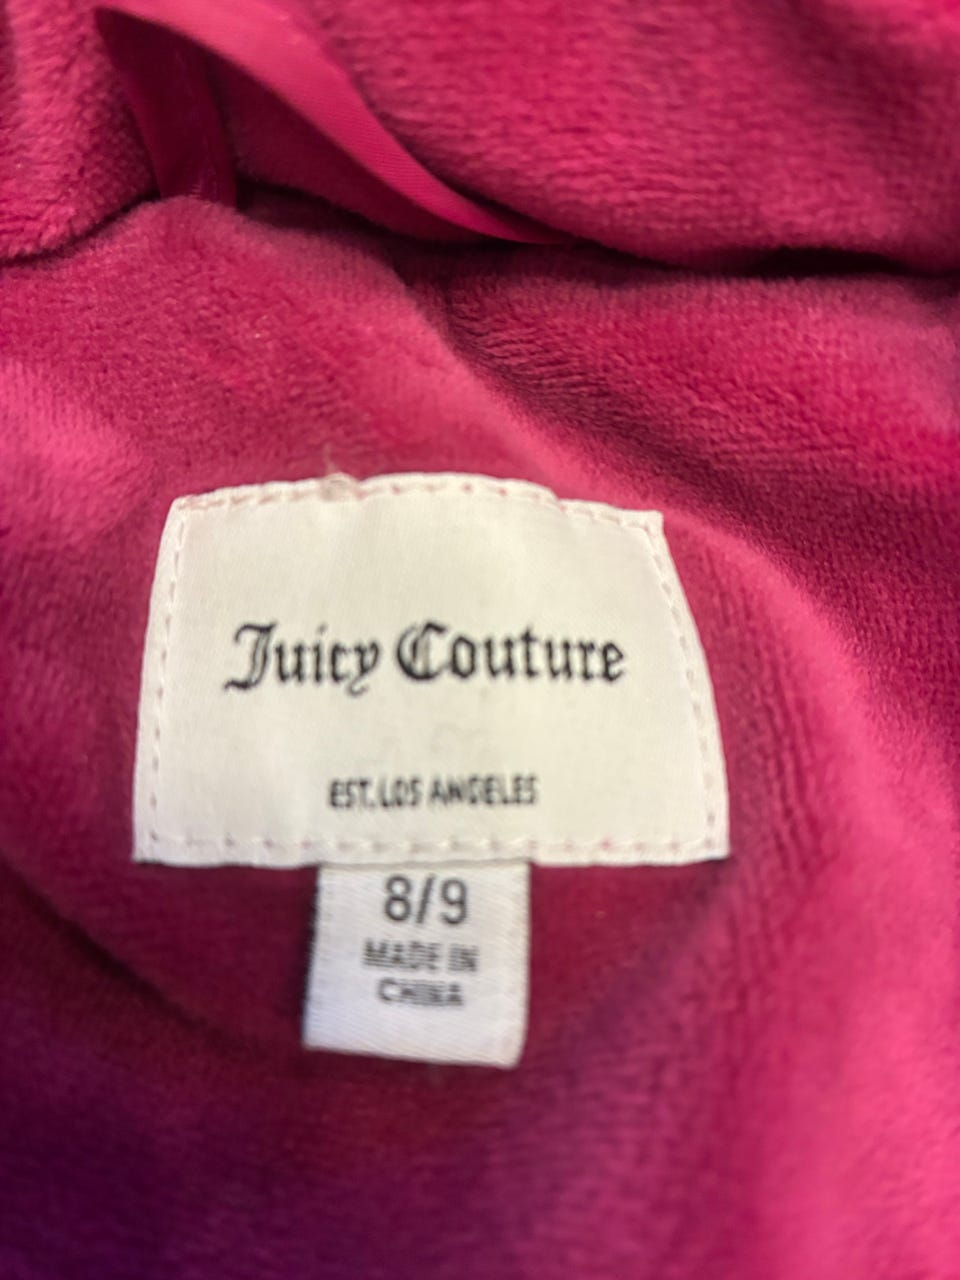 Juicy Couture
EST. LOS ANGELES
8/9
MADE IN
CHINA